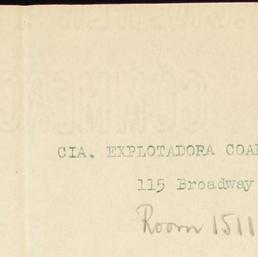 CIA. EXPLOTADORA COA
115 Broadway
Room 1511